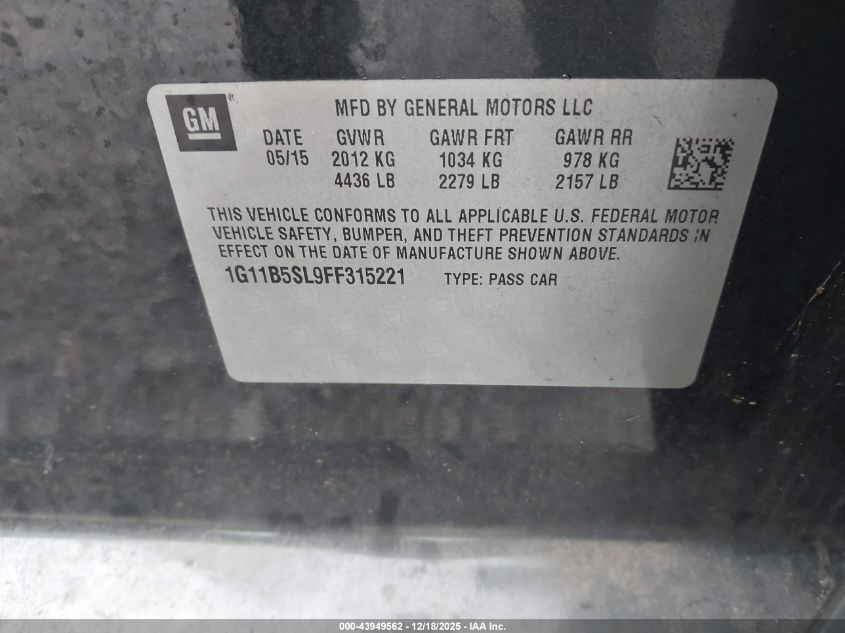 GM
MFD BY GENERAL MOTORS LLC
DATE GVWR GAWR FRT GAWR RR
05/15 2012 KG 1034 KG 978 KG
4436 LB 2279 LB 2157 LB
THIS VEHICLE CONFORMS TO ALL APPLICABLE U.S. FEDERAL MOTOR
VEHICLE SAFETY, BUMPER, AND THEFT PREVENTION STANDARDS IN
EFFECT ON THE DATE OF MANUFACTURE SHOWN ABOVE.
1G11B5SL9FF315221 TYPE: PASS CAR
000-43949562 - 12/18/2025 - IAA Inc.